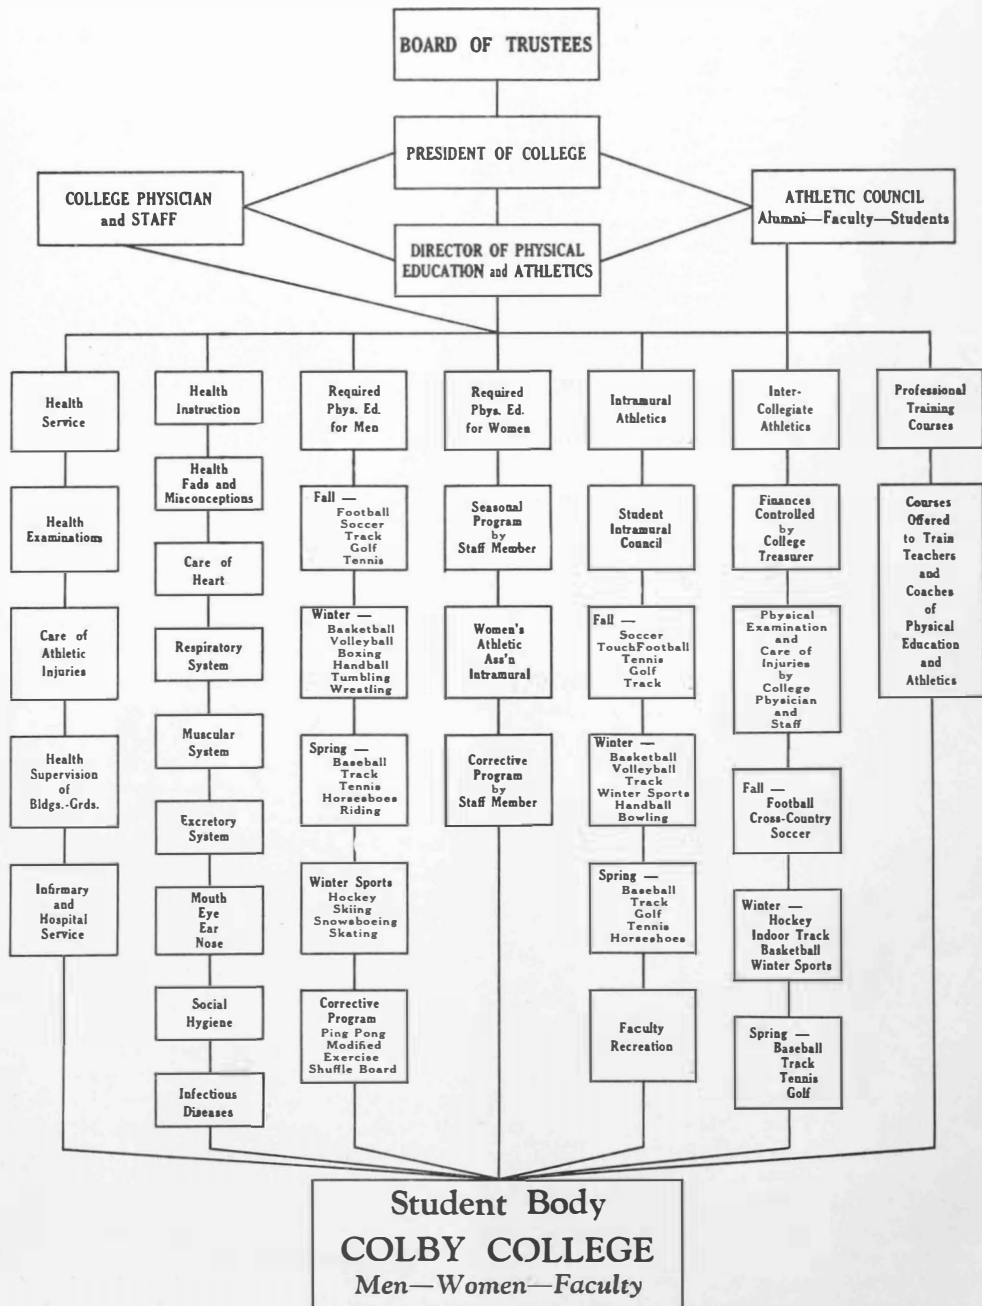 BOARD OF TRUSTEES
PRESIDENT OF COLLEGE
COLLEGE PHYSICIAN
and STAFF
ATHLETIC COUNCIL
Alumni—Faculty—Students
DIRECTOR OF PHYSICAL
EDUCATION and ATHLETICS
Health
Service
Health
Examinations
Care of
Athletic
Injuries
Health
Supervision
of
Bldgs.-Grds.
Infirmary
and
Hospital
Service
Health
Instruction
Health
Fads and
Misconceptions
Care of
Heart
Respiratory
System
Muscular
System
Excretory
System
Mouth
Eye
Ear
Nose
Social
Hygiene
Infectious
Diseases
Required
Phys. Ed.
for Men
Fall —
Football
Soccer
Track
Golf
Tennis
Winter —
Basketball
Volleyball
Boxing
Handball
Tumbling
Wrestling
Spring —
Baseball
Track
Tennis
Horseshoes
Riding
Winter Sports
Hockey
Skiing
Snowshoeing
Skating
Corrective
Program
Ping Pong
Modified
Exercise
Shuffle Board
Required
Phys. Ed.
for Women
Seasonal
Program
by
Staff Member
Women's
Athletic
Ass'n
Intramural
Corrective
Program
by
Staff Member
Intramural
Athletics
Student
Intramural
Council
Fall —
Soccer
TouchFootball
Tennis
Golf
Track
Winter —
Basketball
Volleyball
Track
Winter Sports
Handball
Bowling
Spring —
Baseball
Track
Golf
Tennis
Horseshoes
Faculty
Recreation
Inter-
Collegiate
Athletics
Finances
Controlled
by
College
Treasurer
Physical
Examination
and
Care of
Injuries
by
College
Physician
and
Staff
Fall —
Football
Cross-Country
Soccer
Winter —
Hockey
Indoor Track
Basketball
Winter Sports
Spring —
Baseball
Track
Tennis
Golf
Professional
Training
Courses
Courses
Offered
to Train
Teachers
and
Coaches
of
Physical
Education
and
Athletics
Student Body
COLBY COLLEGE
Men—Women—Faculty